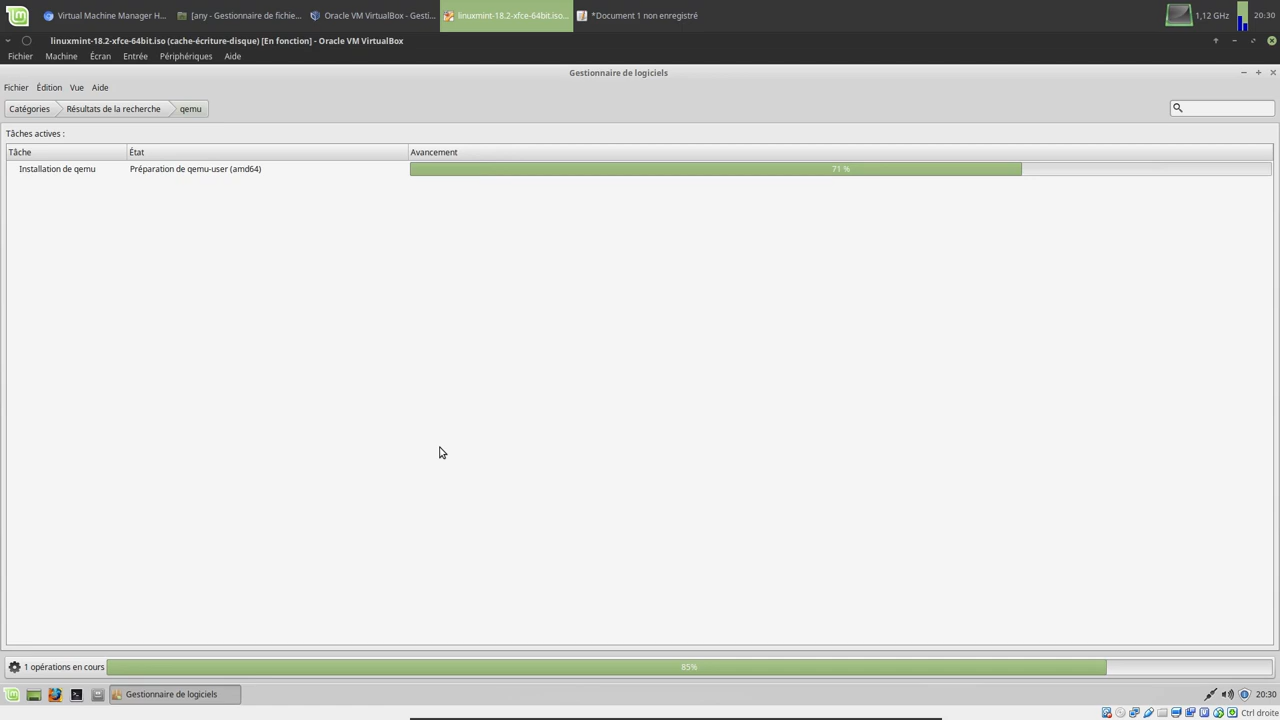 Virtual Machine Manager H... [any - Gestionnaire de fichie... Oracle VM VirtualBox - Gesti... linuxmint-18.2-xfce-64bit.iso... *Document 1 non enregistré 1,12 GHz 20:30
linuxmint-18.2-xfce-64bit.iso (cache-écriture-disque) [En fonction] - Oracle VM VirtualBox
Fichier Machine Écran Entrée Périphériques Aide
Gestionnaire de logiciels
Fichier Édition Vue Aide
Catégories Résultats de la recherche qemu
Tâches actives :
Tâche État Avancement
Installation de qemu Préparation de qemu-user (amd64) 71 %
1 opérations en cours 85%
Gestionnaire de logiciels 20:30
Ctrl droite